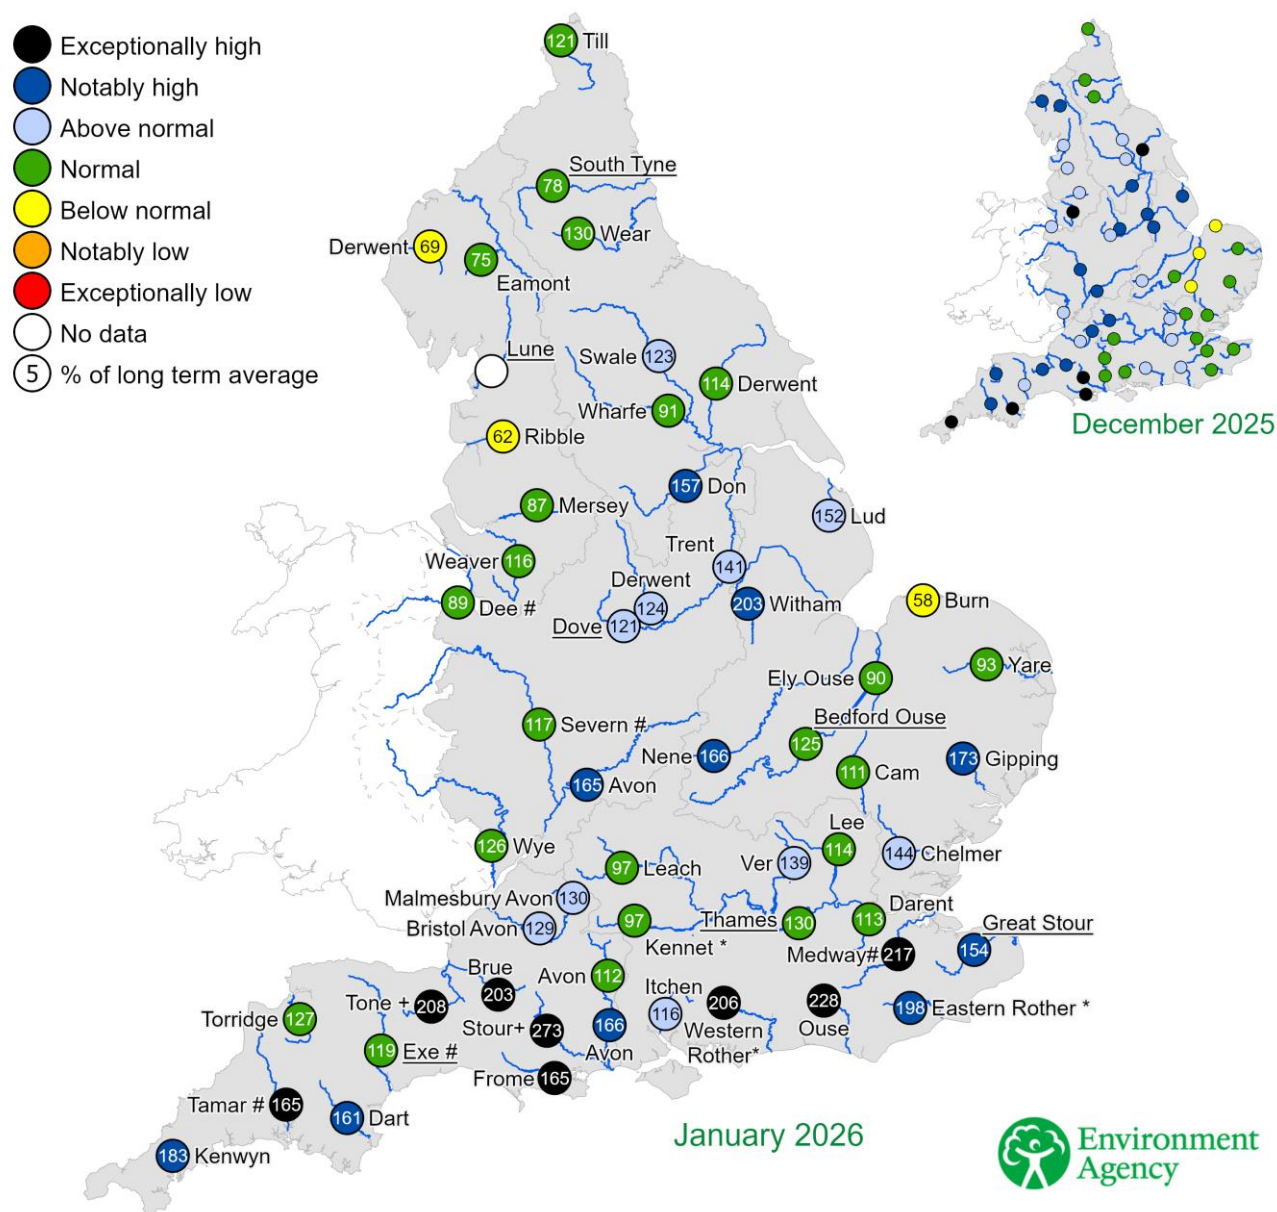 Exceptionally high
Notably high
Above normal
Normal
Below normal
Notably low
Exceptionally low
No data
5 % of long term average
December 2025
121 Till
South Tyne
78
130 Wear
Derwent 69
75
Eamont
Lune
Swale 123
114 Derwent
Wharfe 91
62 Ribble
157 Don
87 Mersey
152 Lud
Trent
141
Weaver 116
Derwent
124
89 Dee #
Dove 121
203 Witham
58 Burn
93 Yare
Ely Ouse 90
Bedford Ouse
125
117 Severn #
Nene 166
173 Gipping
111 Cam
165 Avon
Lee
114
126 Wye
Ver 139
144 Chelmer
97 Leach
Malmesbury Avon 130
Bristol Avon 129
97
Kennet *
Thames 130
Darent
113
Great Stour
154
Medway# 217
Brue
203
Avon 112
Itchen
116
206
Western
Rother*
228
Ouse
198 Eastern Rother *
Tone + 208
Torridge 127
Stour+ 273
166
Avon
119 Exe #
Frome 165
Tamar # 165
161 Dart
183 Kenwyn
January 2026
Environment
Agency